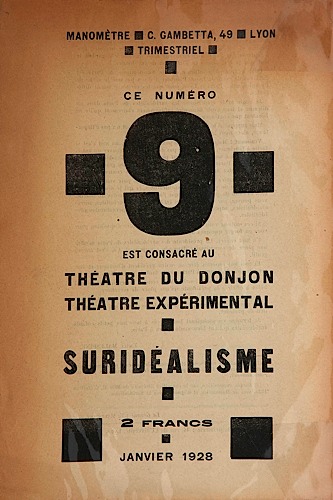 MANOMÈTRE ■ C. GAMBETTA, 49 ■ LYON
■ TRIMESTRIEL ■
CE NUMÉRO
9
EST CONSACRÉ AU
THÉATRE DU DONJON
THÉATRE EXPÉRIMENTAL
SURIDÉALISME
2 FRANCS
JANVIER 1928